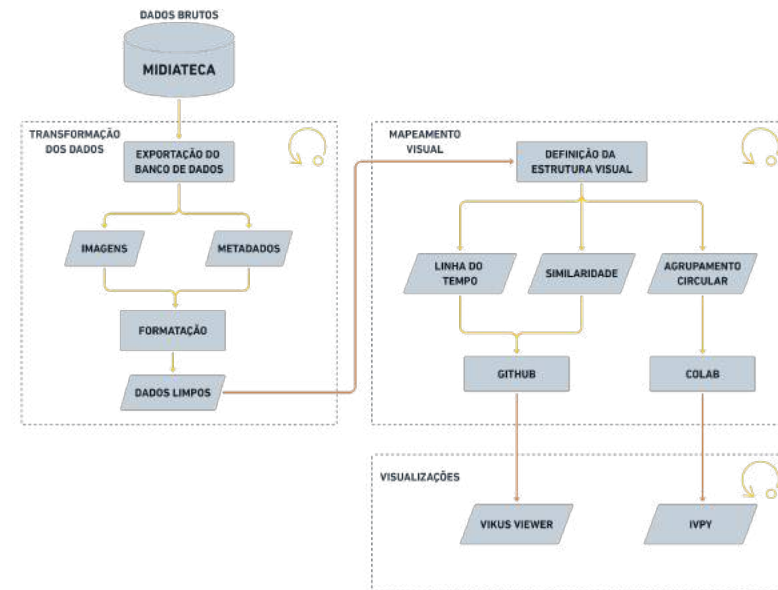 DADOS BRUTOS
MIDIATECA
TRANSFORMAÇÃO
DOS DADOS
EXPORTAÇÃO DO
BANCO DE DADOS
IMAGENS
METADADOS
FORMATAÇÃO
DADOS LIMPOS
MAPEAMENTO
VISUAL
DEFINIÇÃO DA
ESTRUTURA VISUAL
LINHA DO
TEMPO
SIMILARIDADE
AGRUPAMENTO
CIRCULAR
GITHUB
COLAB
VISUALIZAÇÕES
VIKUS VIEWER
IVPY